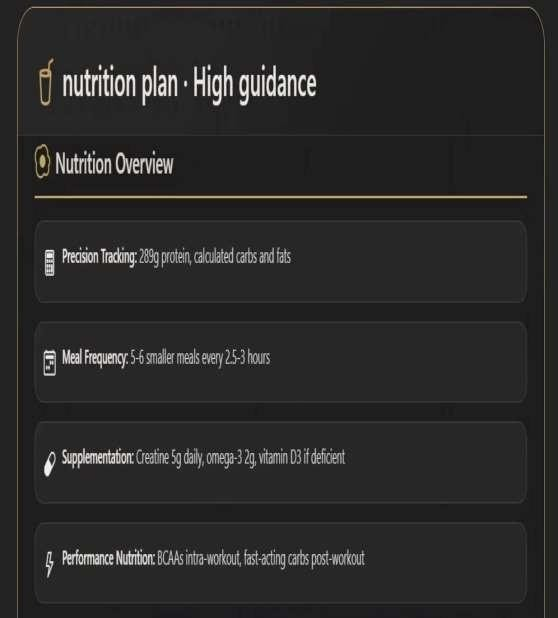 nutrition plan · High guidance
Nutrition Overview
Precision Tracking: 289g protein, calculated carbs and fats
Meal Frequency: 5-6 smaller meals every 2.5-3 hours
Supplementation: Creatine 5g daily, omega-3 2g, vitamin D3 if deficient
Performance Nutrition: BCAAs intra-workout, fast-acting carbs post-workout